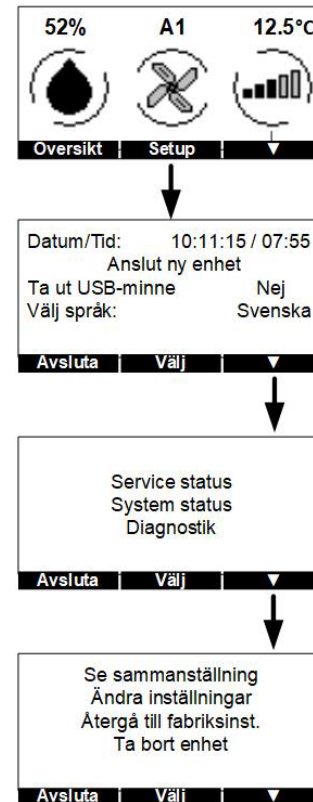 52% A1 12.5°C
Oversikt Setup ▼
Datum/Tid: 10:11:15 / 07:55
Anslut ny enhet
Ta ut USB-minne Nej
Välj språk: Svenska
Avsluta Välj ▼
Service status
System status
Diagnostik
Avsluta Välj ▼
Se sammanställning
Ändra inställningar
Återgå till fabriksinst.
Ta bort enhet
Avsluta Välj ▼